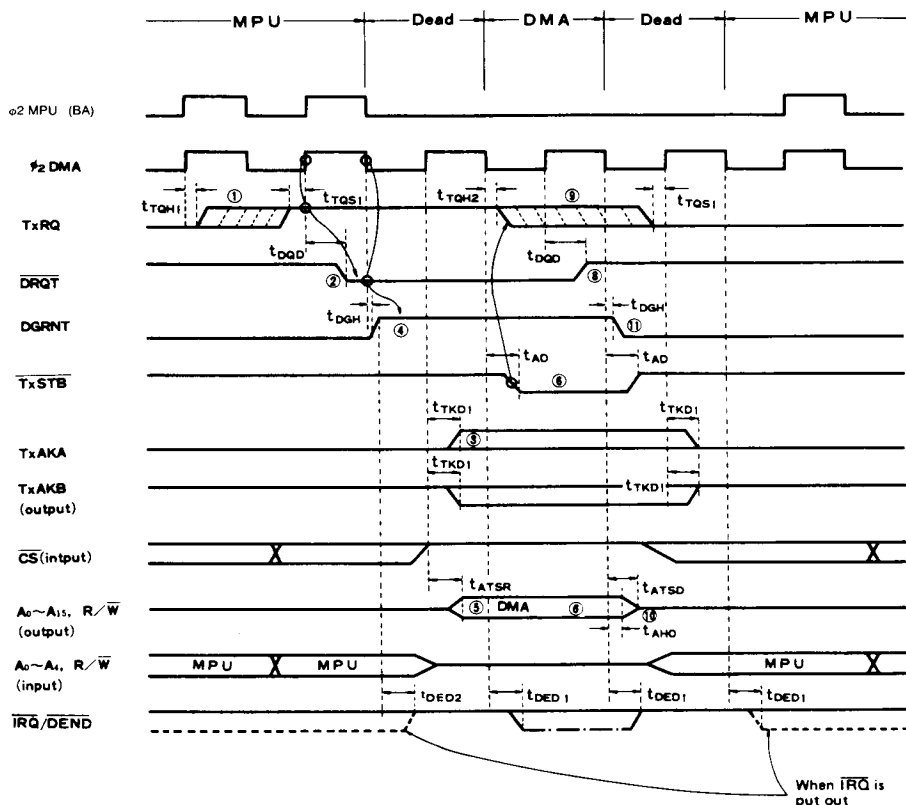 MPU Dead DMA Dead MPU
φ2 MPU (BA)
φ2 DMA
tTQH1 ① tTQS1 tTQH2 ⑨ tTQS1
TxRQ
tDQD tDQD
DRQT ② ⑧
tDGH tDGH
DGRNT ④ ⑪
tAD tAD
TxSTB ⑥
tTKD1 tTKD1
TxAKA ③
tTKD1 tTKD1
TxAKB
(output)
CS (intput)
tATSR tATSD
A0~A15, R/W ⑤ DMA ⑥ ⑩
(output)
tAHO
A0~A4, R/W MPU MPU MPU
(input)
tDED2 tDED1 tDED1 tDED1
IRQ/DEND
When IRQ is
put out